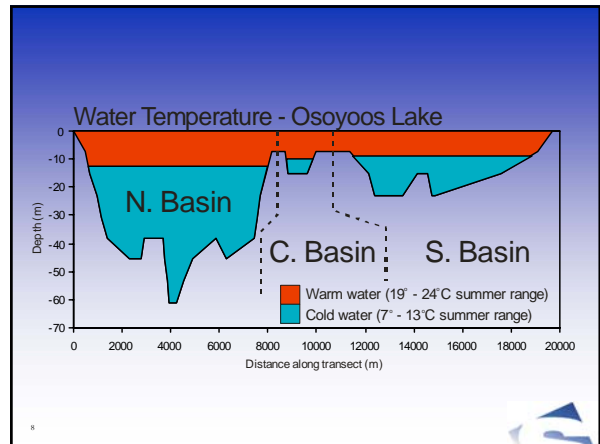 Water Temperature - Osoyoos Lake
0
-10
-20
-30
-40
-50
-60
-70
Depth (m)
N. Basin
C. Basin
S. Basin
Warm water (19° - 24°C summer range)
Cold water (7° - 13°C summer range)
0 2000 4000 6000 8000 10000 12000 14000 16000 18000 20000
Distance along transect (m)
8